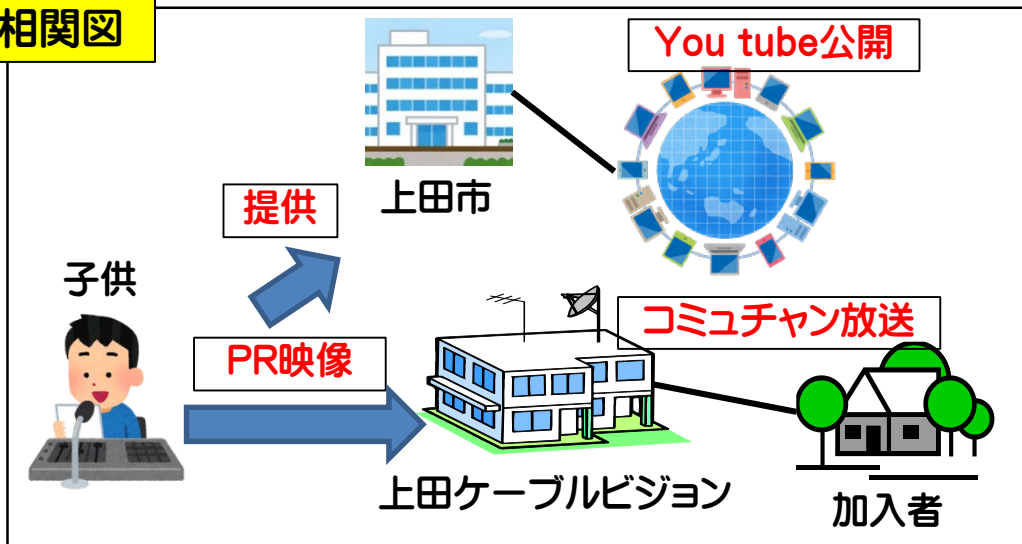 相関図
You tube公開
上田市
提供
子供
コミュチャン放送
PR映像
上田ケーブルビジョン
加入者